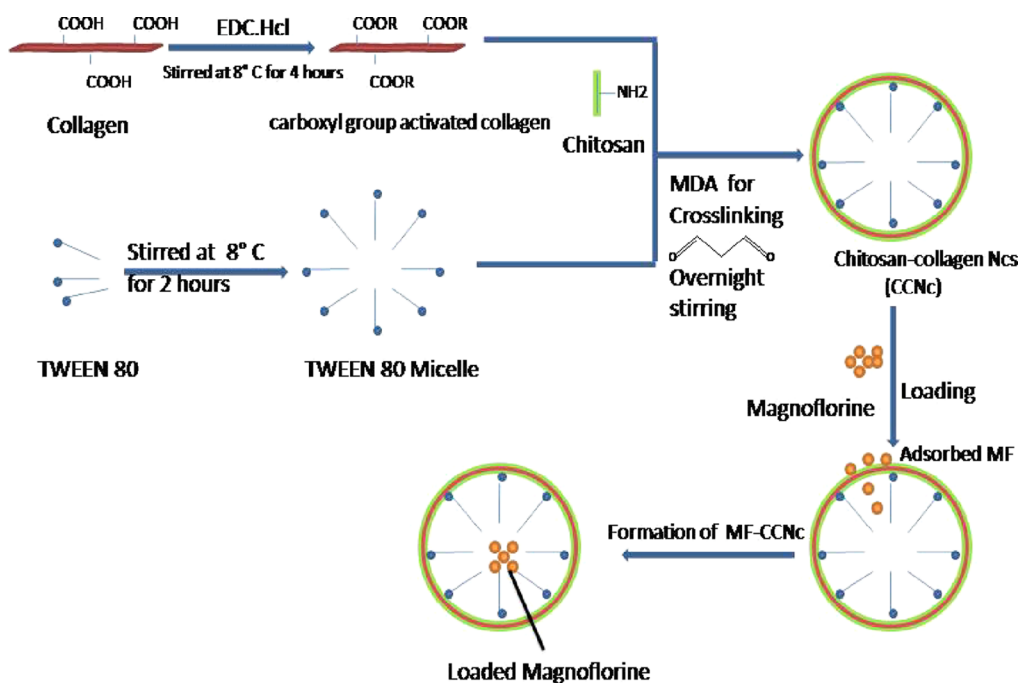 COOH
COOH
COOH
Collagen
EDC.Hcl
Stirred at 8° C for 4 hours
COOR
COOR
COOR
carboxyl group activated collagen
NH2
Chitosan
TWEEN 80
Stirred at 8° C
for 2 hours
TWEEN 80 Micelle
MDA for
Crosslinking
O
O
Overnight
stirring
Chitosan-collagen Ncs
(CCNc)
Magnoflorine
Loading
Adsorbed MF
Formation of MF-CCNc
Loaded Magnoflorine